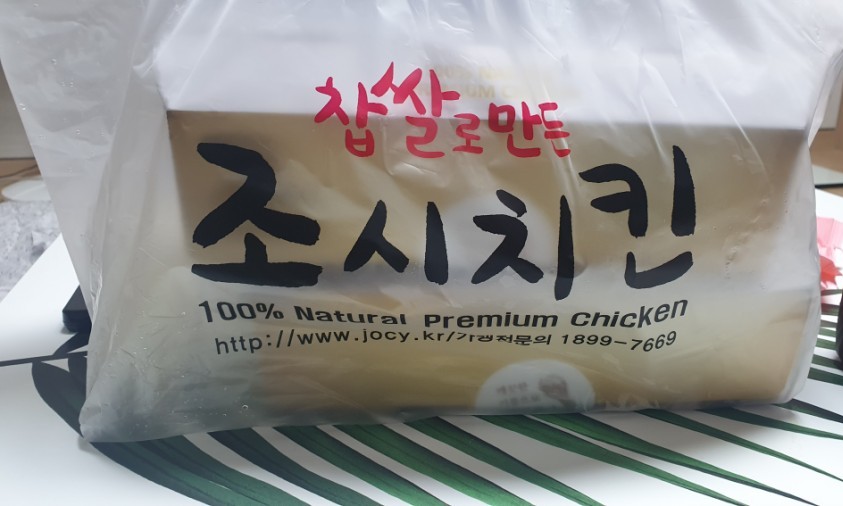 찹쌀로만든
조시치킨
100% Natural Premium Chicken
http://www.jocy.kr/가맹점문의 1899-7669